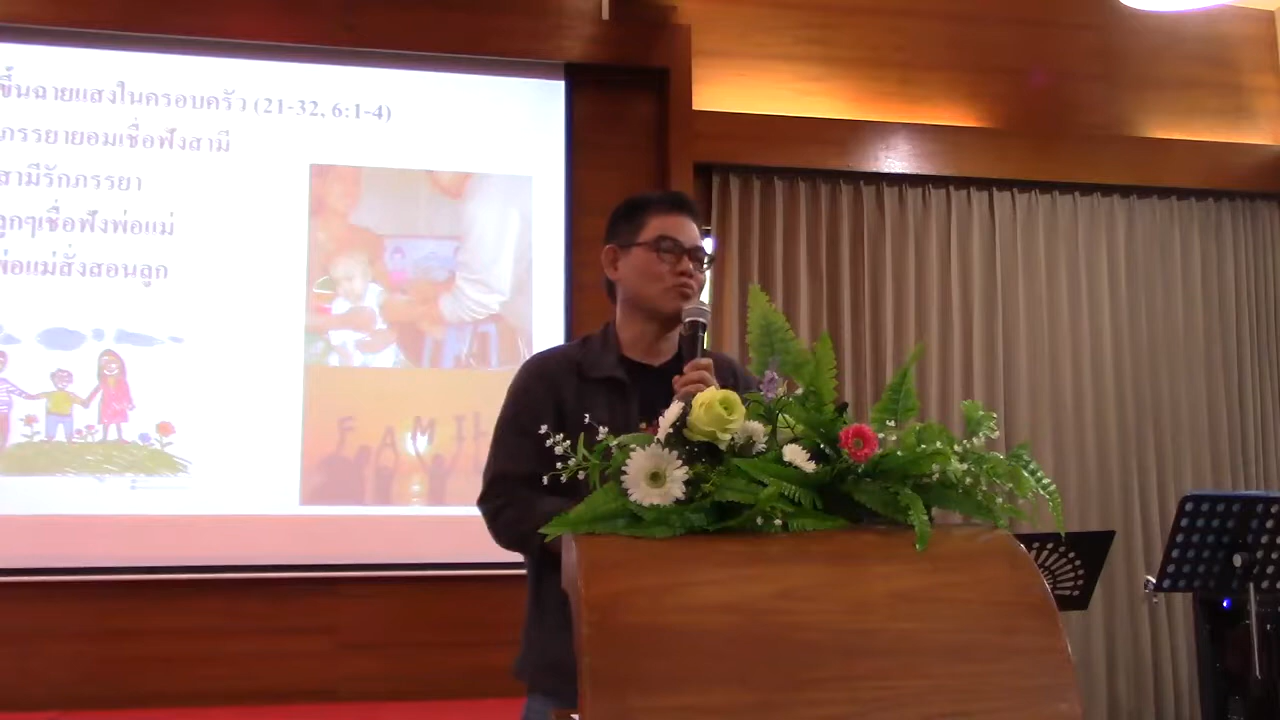 ขึ้นฉายแสงในครอบครัว (21-32, 6:1-4)
ภรรยายอมเชื่อฟังสามี
สามีรักภรรยา
ลูกๆเชื่อฟังพ่อแม่
พ่อแม่สั่งสอนลูก
FAMIL